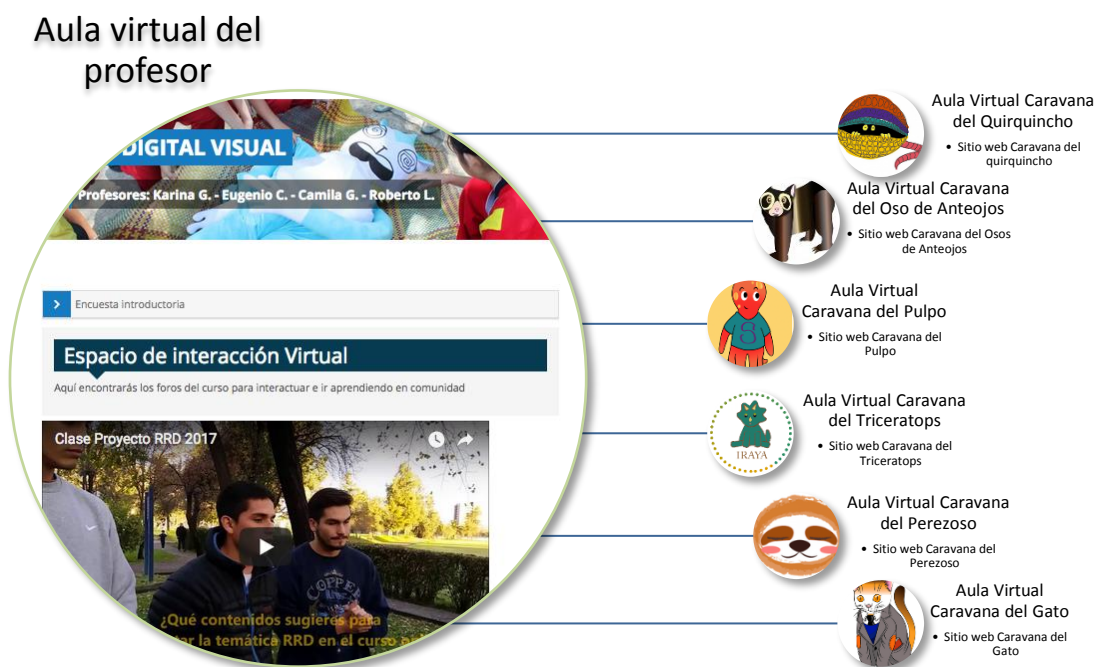 Aula virtual del
profesor
DIGITAL VISUAL
Profesores: Karina G. - Eugenio C. - Camila G. - Roberto L.
Encuesta introductoria
Espacio de interacción Virtual
Aquí encontrarás los foros del curso para interactuar e ir aprendiendo en comunidad
Clase Proyecto RRD 2017
COPPER
¿Qué contenidos sugieres para
la temática RRD en el curso
Aula Virtual Caravana
del Quirquincho
• Sitio web Caravana del
quirquincho
Aula Virtual Caravana
del Oso de Anteojos
• Sitio web Caravana del Osos
de Anteojos
Aula Virtual
Caravana del Pulpo
• Sitio web Caravana del
Pulpo
Aula Virtual Caravana
del Triceratops
• Sitio web Caravana del
Triceratops
IRAYA
Aula Virtual Caravana
del Perezoso
• Sitio web Caravana del
Perezoso
Aula Virtual
Caravana del Gato
• Sitio web Caravana del
Gato